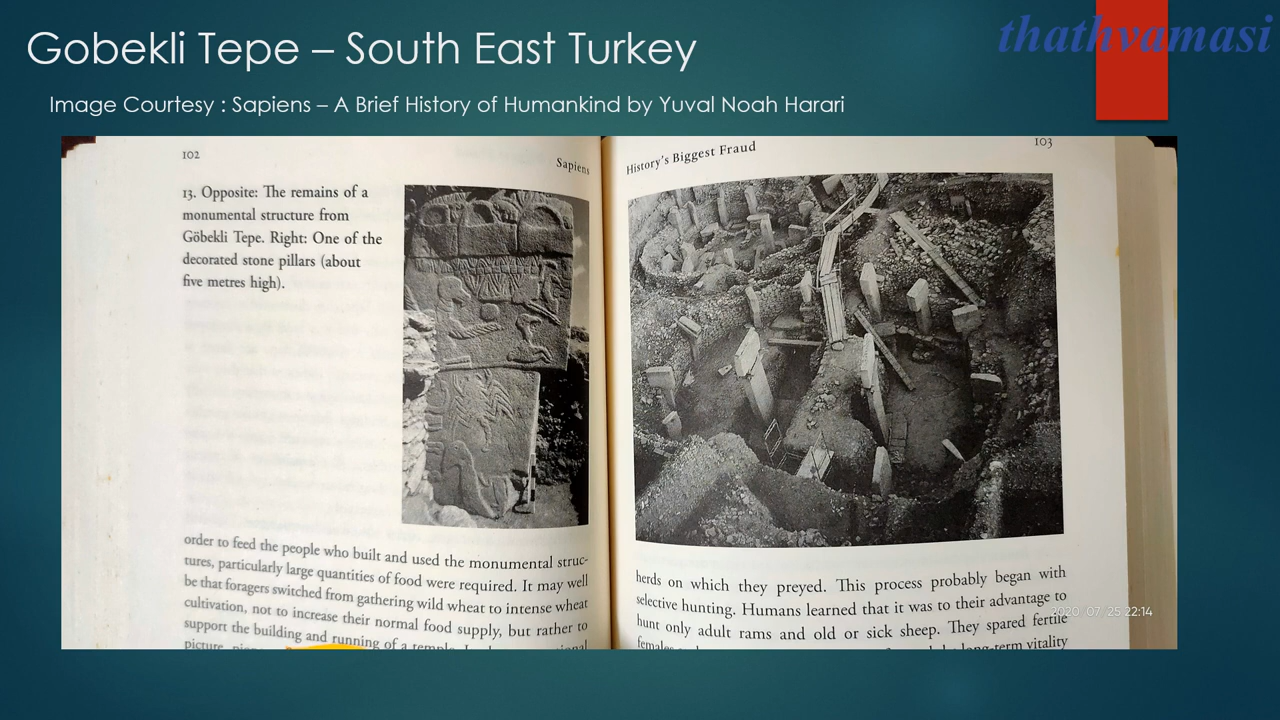 Gobekli Tepe – South East Turkey
thathvamasi
Image Courtesy : Sapiens – A Brief History of Humankind by Yuval Noah Harari
102
Sapiens
13. Opposite: The remains of a
monumental structure from
Göbekli Tepe. Right: One of the
decorated stone pillars (about
five metres high).
order to feed the people who built and used the monumental struc-
tures, particularly large quantities of food were required. It may well
be that foragers switched from gathering wild wheat to intense wheat
cultivation, not to increase their normal food supply, but rather to
support the building and running of a temple.
picture,
History's Biggest Fraud
103
herds on which they preyed. This process probably began with
selective hunting. Humans learned that it was to their advantage to
hunt only adult rams and old or sick sheep. They spared fertile
females long-term vitality
2020 07 25 22:14